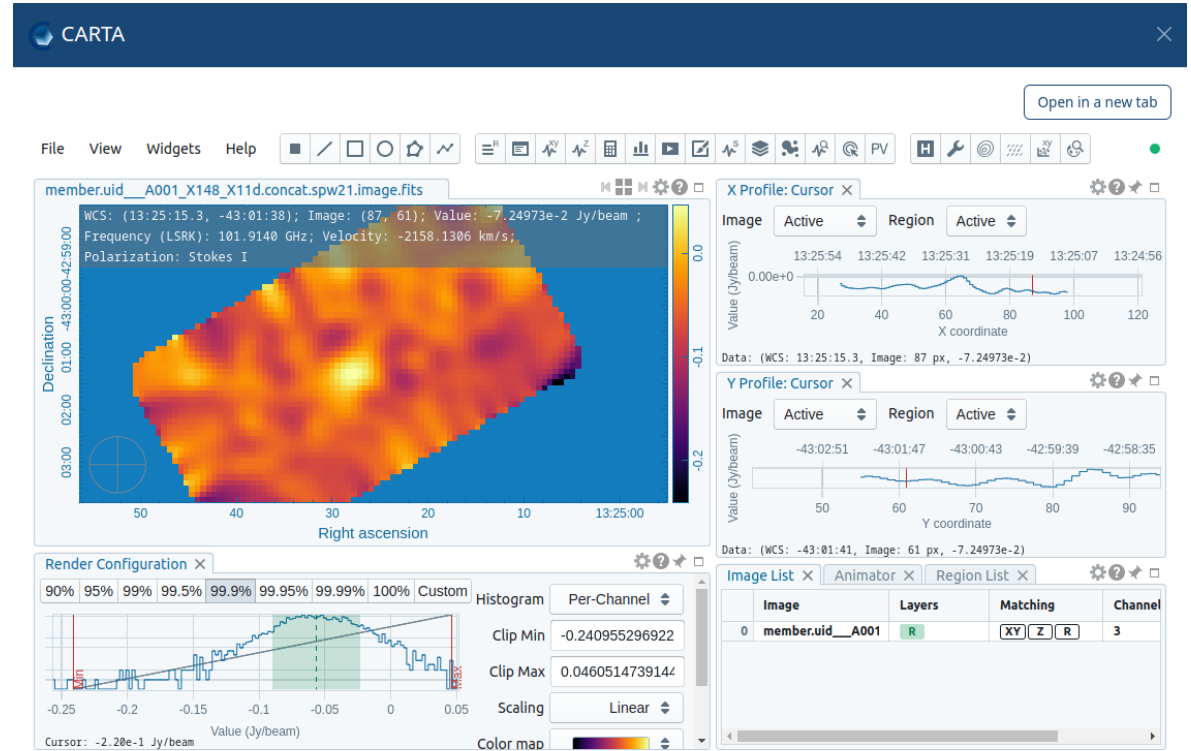 CARTA
Open in a new tab
File View Widgets Help
R XY Z S PV H XY
member.uid___A001_X148_X11d.concat.spw21.image.fits
WCS: (13:25:15.3, -43:01:38); Image: (87, 61); Value: -7.24973e-2 Jy/beam ;
Frequency (LSRK): 101.9140 GHz; Velocity: -2158.1306 km/s;
Polarization: Stokes I
Declination
-43:00:00 -42:59:00
01:00
02:00
03:00
0.0
-0.1
-0.2
50 40 30 20 10 13:25:00
Right ascension
Render Configuration
90% 95% 99% 99.5% 99.9% 99.95% 99.99% 100% Custom
Min
Max
-0.25 -0.2 -0.15 -0.1 -0.05 0 0.05
Value (Jy/beam)
Cursor: -2.20e-1 Jy/beam
Histogram Per-Channel
Clip Min -0.240955296922
Clip Max 0.0460514739144
Scaling Linear
Color map
X Profile: Cursor
Image Active Region Active
13:25:54 13:25:42 13:25:31 13:25:19 13:25:07 13:24:56
Value (Jy/beam)
0.00e+0
20 40 60 80 100 120
X coordinate
Data: (WCS: 13:25:15.3, Image: 87 px, -7.24973e-2)
Y Profile: Cursor
Image Active Region Active
-43:02:51 -43:01:47 -43:00:43 -42:59:39 -42:58:35
Value (Jy/beam)
50 60 70 80 90
Y coordinate
Data: (WCS: -43:01:41, Image: 61 px, -7.24973e-2)
Image List Animator Region List
Image Layers Matching Channel
0 member.uid___A001 R XY Z R 3